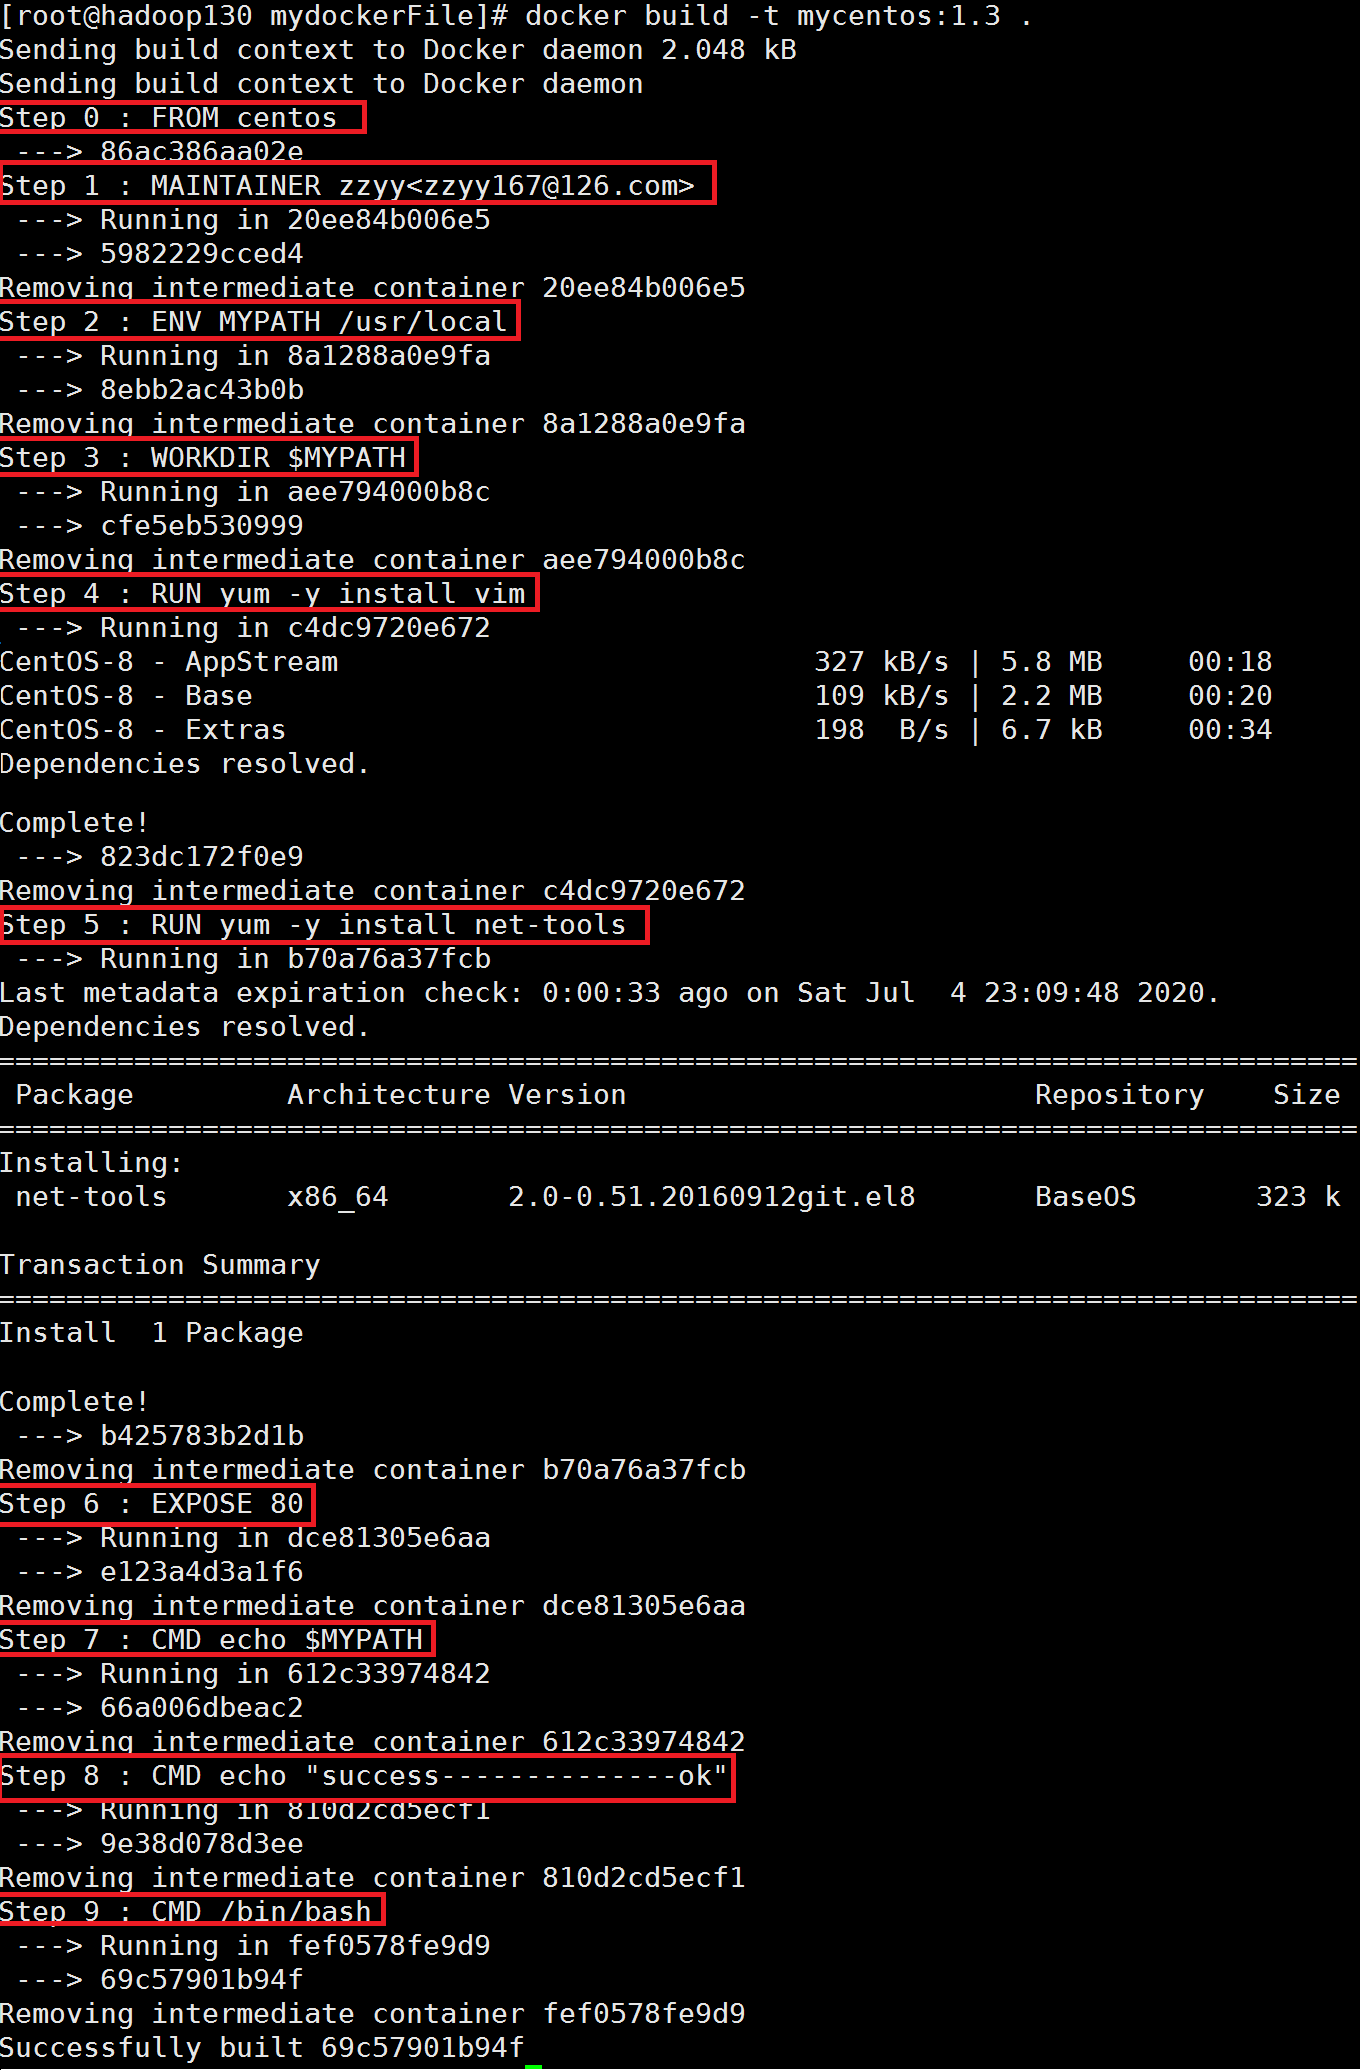 [root@hadoop130 mydockerFile]# docker build -t mycentos:1.3 .
Sending build context to Docker daemon 2.048 kB
Sending build context to Docker daemon
Step 0 : FROM centos
 ---> 86ac386aa02e
Step 1 : MAINTAINER zzyy<zzyy167@126.com>
 ---> Running in 20ee84b006e5
 ---> 5982229cced4
Removing intermediate container 20ee84b006e5
Step 2 : ENV MYPATH /usr/local
 ---> Running in 8a1288a0e9fa
 ---> 8ebb2ac43b0b
Removing intermediate container 8a1288a0e9fa
Step 3 : WORKDIR $MYPATH
 ---> Running in aee794000b8c
 ---> cfe5eb530999
Removing intermediate container aee794000b8c
Step 4 : RUN yum -y install vim
 ---> Running in c4dc9720e672
CentOS-8 - AppStream                            327 kB/s | 5.8 MB     00:18
CentOS-8 - Base                                 109 kB/s | 2.2 MB     00:20
CentOS-8 - Extras                               198  B/s | 6.7 kB     00:34
Dependencies resolved.
Complete!
 ---> 823dc172f0e9
Removing intermediate container c4dc9720e672
Step 5 : RUN yum -y install net-tools
 ---> Running in b70a76a37fcb
Last metadata expiration check: 0:00:33 ago on Sat Jul  4 23:09:48 2020.
Dependencies resolved.
================================================================================
 Package         Architecture Version                        Repository    Size
================================================================================
Installing:
 net-tools       x86_64       2.0-0.51.20160912git.el8       BaseOS       323 k
Transaction Summary
================================================================================
Install  1 Package
Complete!
 ---> b425783b2d1b
Removing intermediate container b70a76a37fcb
Step 6 : EXPOSE 80
 ---> Running in dce81305e6aa
 ---> e123a4d3a1f6
Removing intermediate container dce81305e6aa
Step 7 : CMD echo $MYPATH
 ---> Running in 612c33974842
 ---> 66a006dbeac2
Removing intermediate container 612c33974842
Step 8 : CMD echo "success--------------ok"
 ---> Running in 810d2cd5ecf1
 ---> 9e38d078d3ee
Removing intermediate container 810d2cd5ecf1
Step 9 : CMD /bin/bash
 ---> Running in fef0578fe9d9
 ---> 69c57901b94f
Removing intermediate container fef0578fe9d9
Successfully built 69c57901b94f